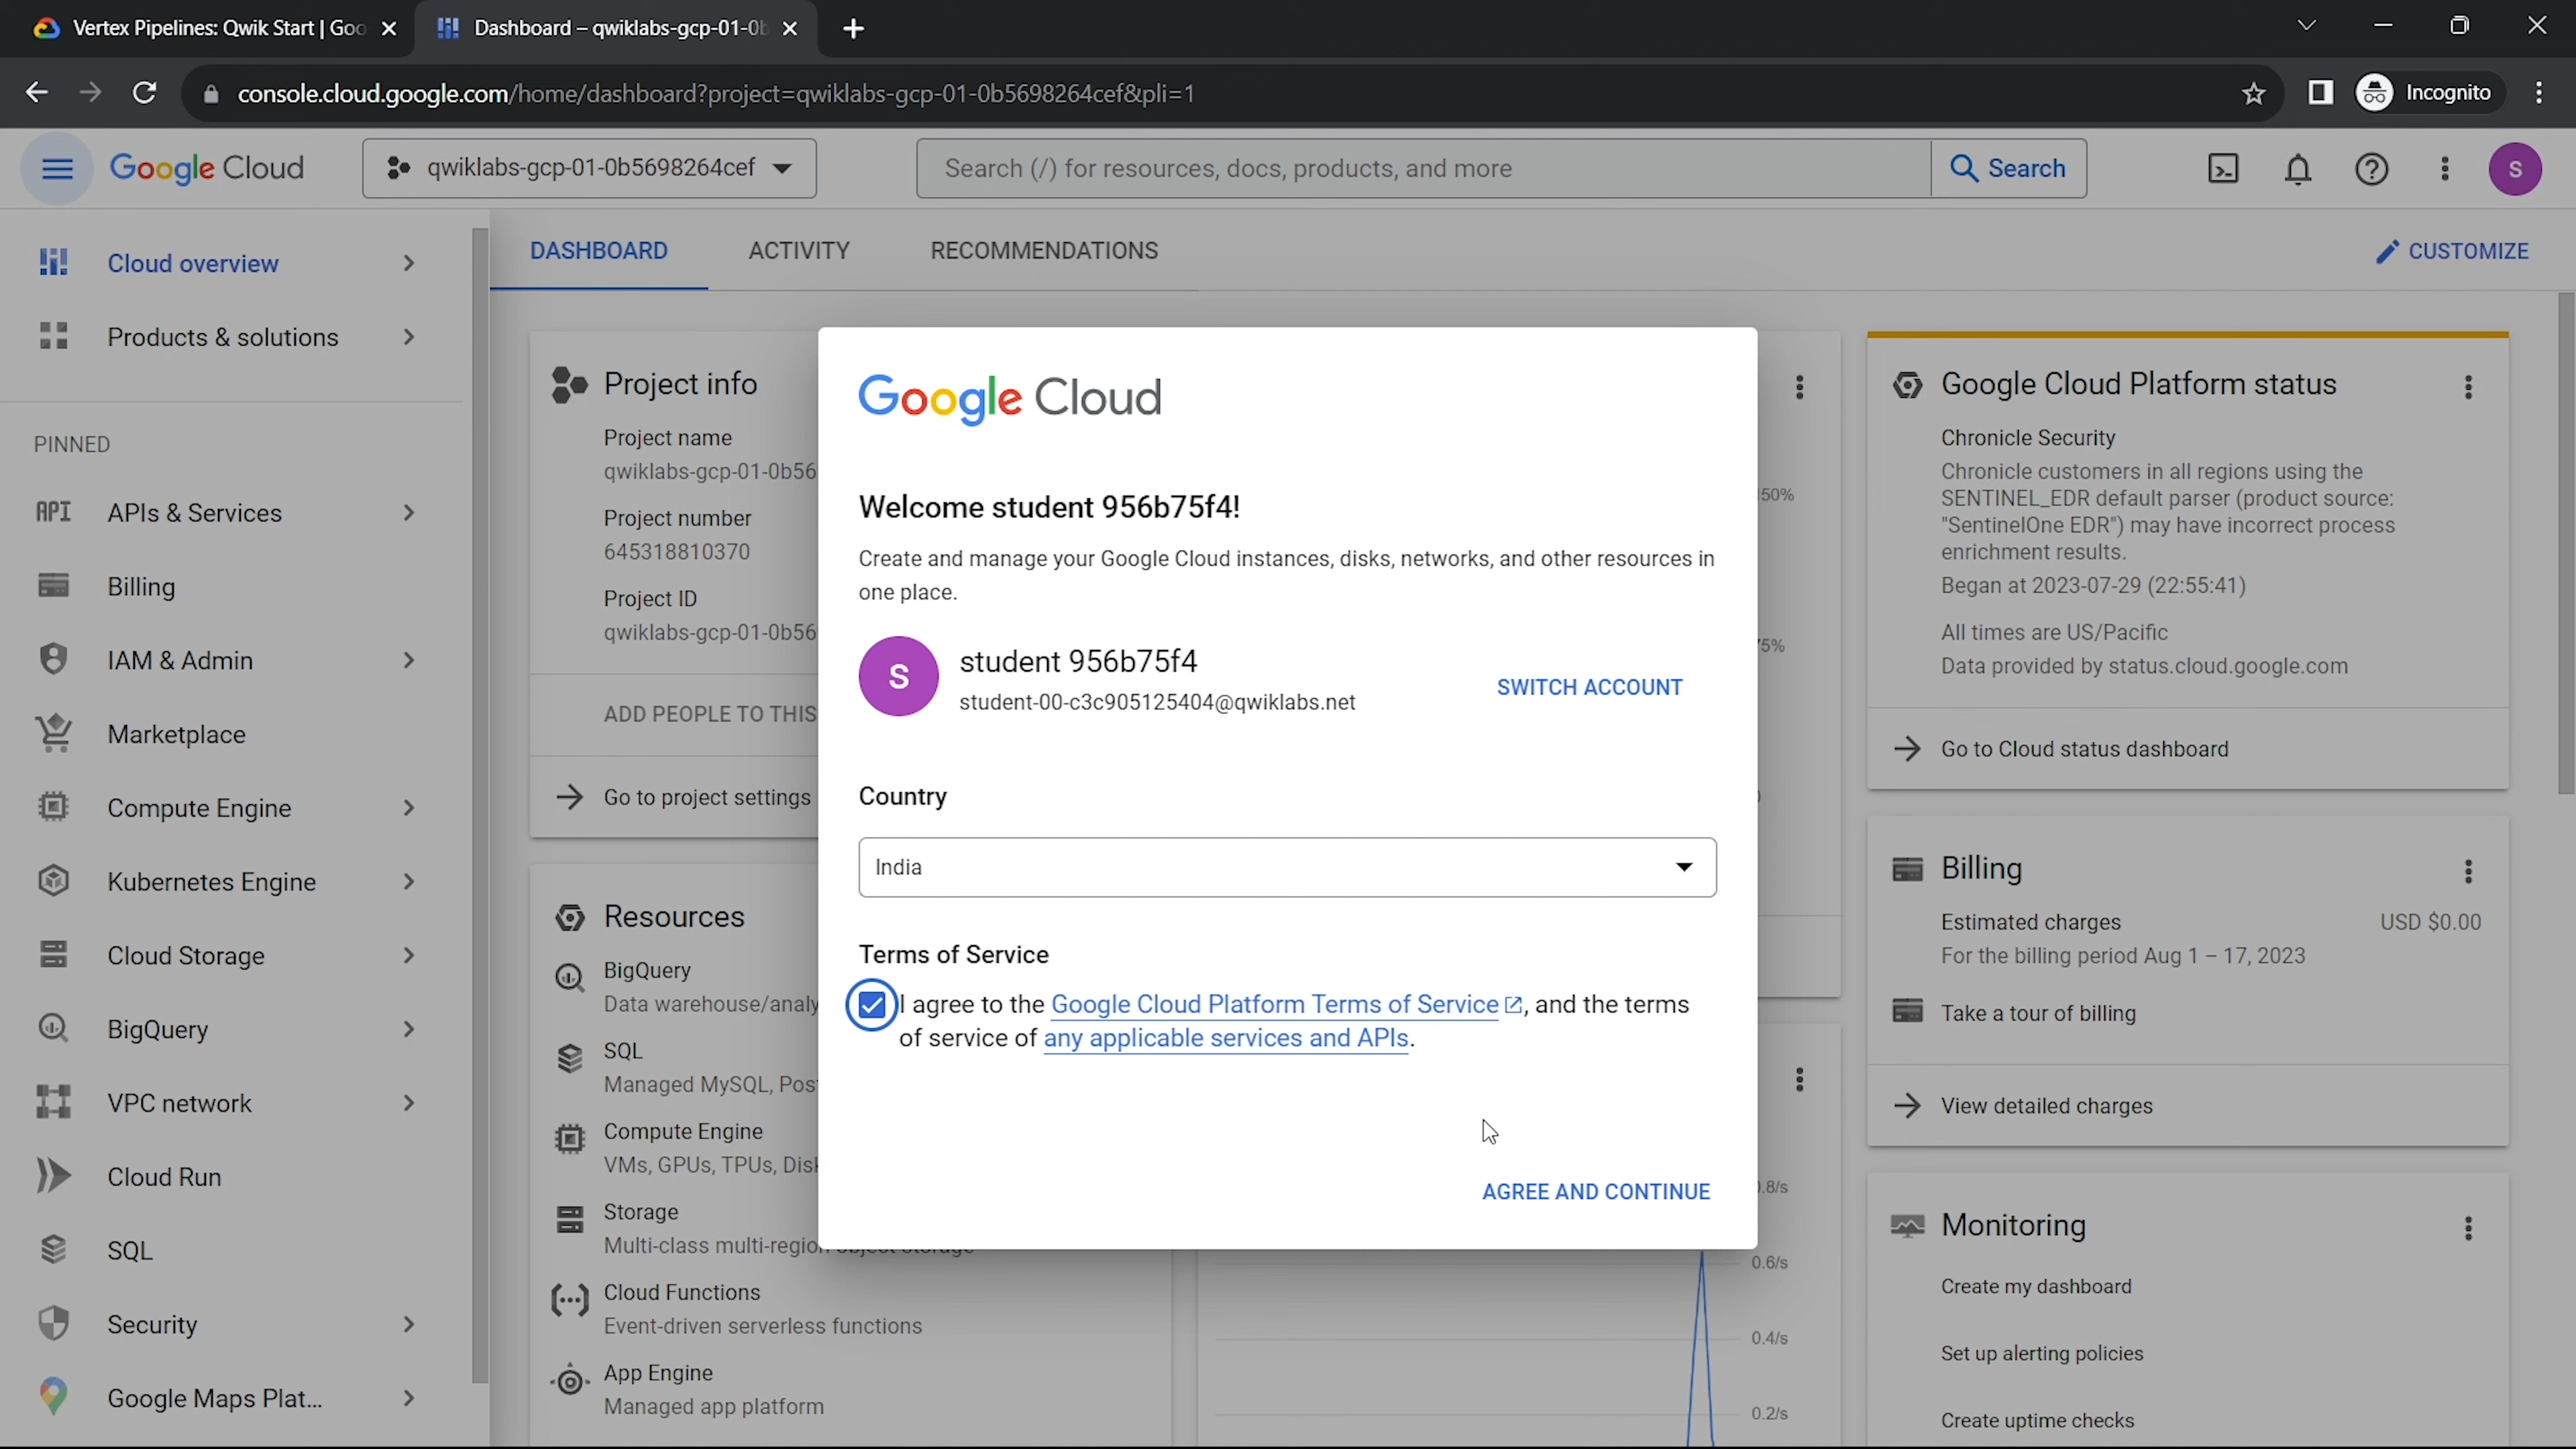 Vertex Pipelines: Qwik Start | Goo
Dashboard – qwiklabs-gcp-01-0b
console.cloud.google.com/home/dashboard?project=qwiklabs-gcp-01-0b5698264cef&pli=1
Incognito
Google Cloud
qwiklabs-gcp-01-0b5698264cef
Search (/) for resources, docs, products, and more
Search
S
Cloud overview
Products & solutions
PINNED
API
APIs & Services
Billing
IAM & Admin
Marketplace
Compute Engine
Kubernetes Engine
Cloud Storage
BigQuery
VPC network
Cloud Run
SQL
Security
Google Maps Plat...
DASHBOARD
ACTIVITY
RECOMMENDATIONS
CUSTOMIZE
Project info
Project name
qwiklabs-gcp-01-0b56
Project number
645318810370
Project ID
qwiklabs-gcp-01-0b56
ADD PEOPLE TO THIS
Go to project settings
Resources
BigQuery
Data warehouse/analy
SQL
Managed MySQL, Pos
Compute Engine
VMs, GPUs, TPUs, Disk
Storage
Multi-class multi-region object storage
Cloud Functions
Event-driven serverless functions
App Engine
Managed app platform
Google Cloud
Welcome student 956b75f4!
Create and manage your Google Cloud instances, disks, networks, and other resources in
one place.
S
student 956b75f4
student-00-c3c905125404@qwiklabs.net
SWITCH ACCOUNT
Country
India
Terms of Service
I agree to the Google Cloud Platform Terms of Service, and the terms
of service of any applicable services and APIs.
AGREE AND CONTINUE
50%
5%
0.6/s
0.4/s
0.2/s
Google Cloud Platform status
Chronicle Security
Chronicle customers in all regions using the
SENTINEL_EDR default parser (product source:
"SentinelOne EDR") may have incorrect process
enrichment results.
Began at 2023-07-29 (22:55:41)
All times are US/Pacific
Data provided by status.cloud.google.com
Go to Cloud status dashboard
Billing
Estimated charges
USD $0.00
For the billing period Aug 1 – 17, 2023
Take a tour of billing
View detailed charges
Monitoring
Create my dashboard
Set up alerting policies
Create uptime checks